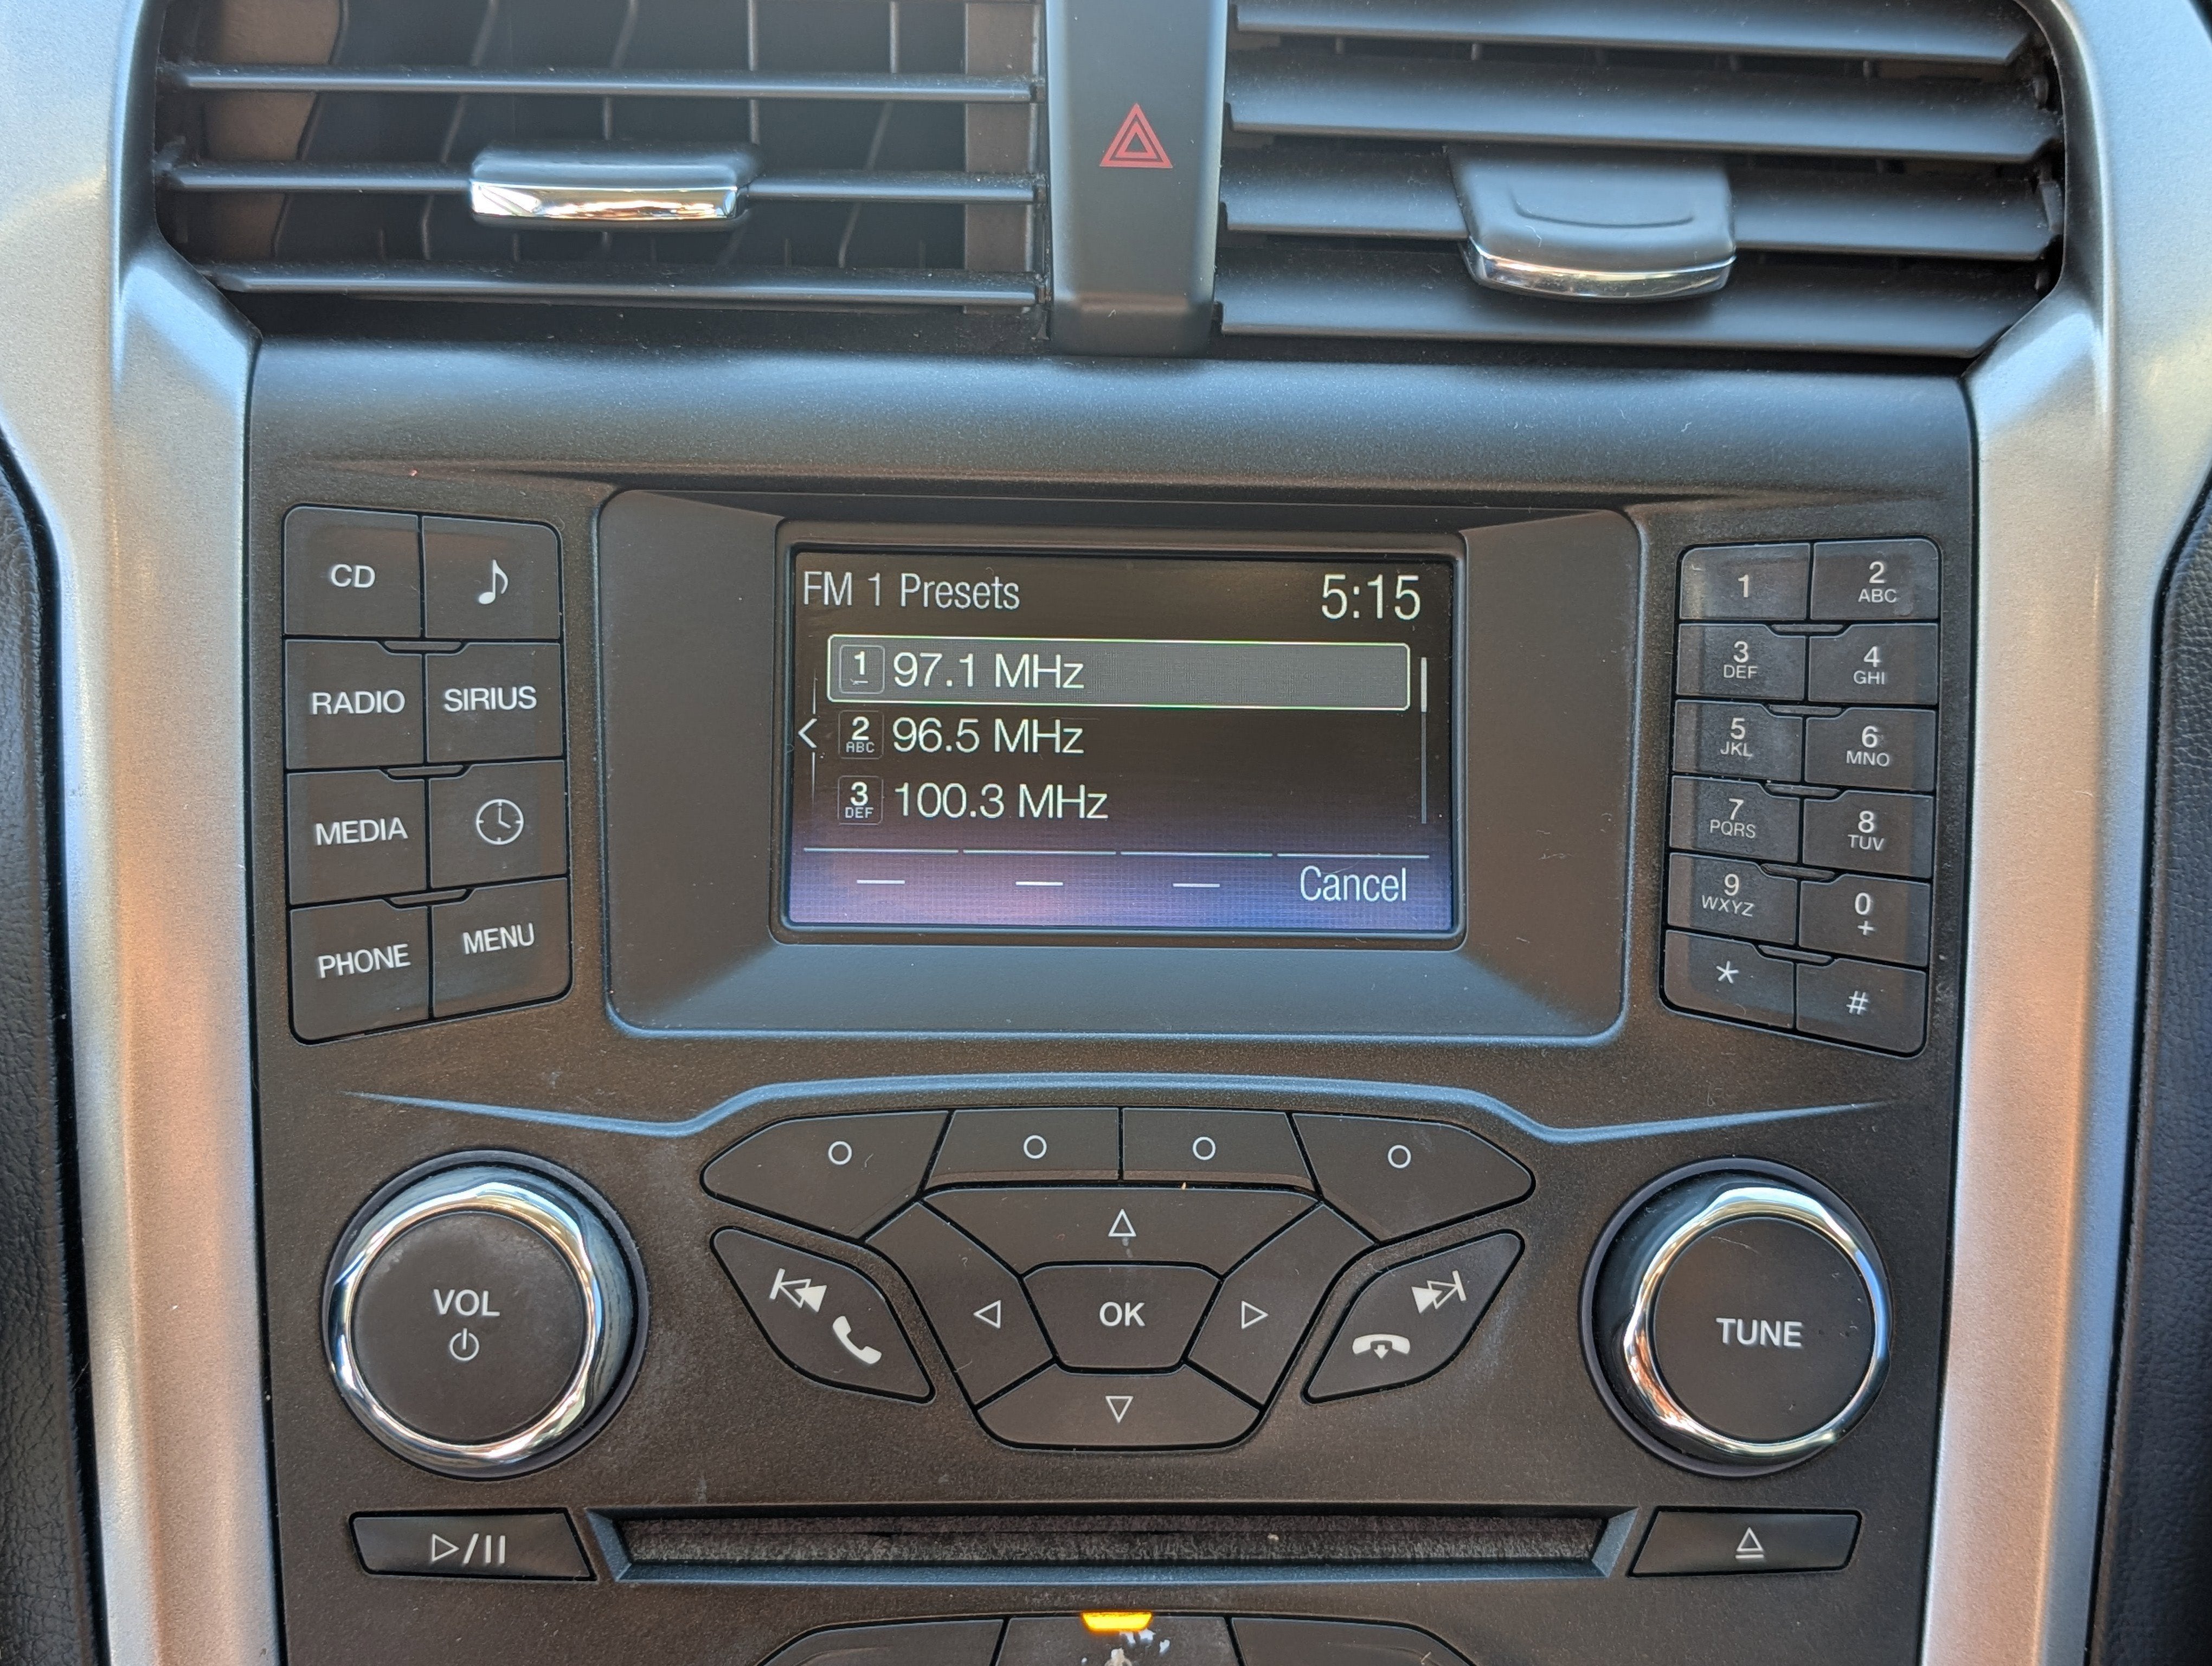 FM 1 Presets 5:15
1 97.1 MHz
2 ABC 96.5 MHz
3 DEF 100.3 MHz
Cancel
CD
RADIO SIRIUS
MEDIA
PHONE MENU
1 2 ABC
3 DEF 4 GHI
5 JKL 6 MNO
7 PQRS 8 TUV
9 WXYZ 0 +
* #
VOL
OK
TUNE